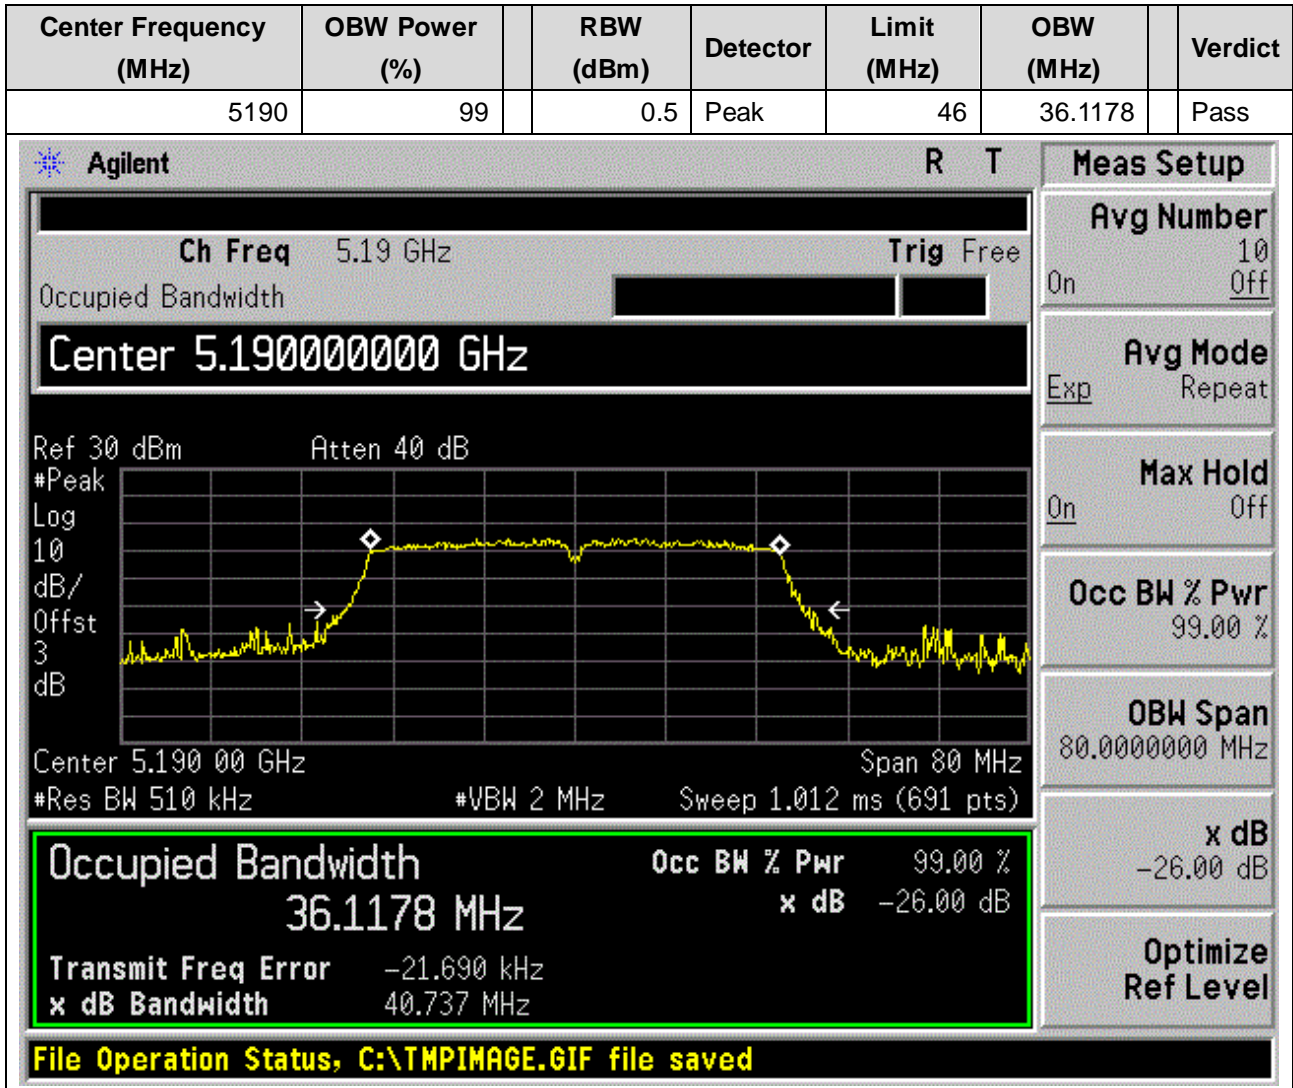 Center Frequency (MHz) OBW Power (%) RBW (dBm) Detector Limit (MHz) OBW (MHz) Verdict
5190 99 0.5 Peak 46 36.1178 Pass
Agilent R T Meas Setup
Ch Freq 5.19 GHz Trig Free
Occupied Bandwidth
Center 5.190000000 GHz
Ref 30 dBm Atten 40 dB
#Peak
Log
10
dB/
Offst
3
dB
Center 5.190 00 GHz Span 80 MHz
#Res BW 510 kHz #VBW 2 MHz Sweep 1.012 ms (691 pts)
Occupied Bandwidth Occ BW % Pwr 99.00 %
36.1178 MHz x dB -26.00 dB
Transmit Freq Error -21.690 kHz
x dB Bandwidth 40.737 MHz
Avg Number
10
On Off
Avg Mode
Exp Repeat
Max Hold
On Off
Occ BW % Pwr
99.00 %
OBW Span
80.0000000 MHz
x dB
-26.00 dB
Optimize
Ref Level
File Operation Status, C:\TMPIMAGE.GIF file saved